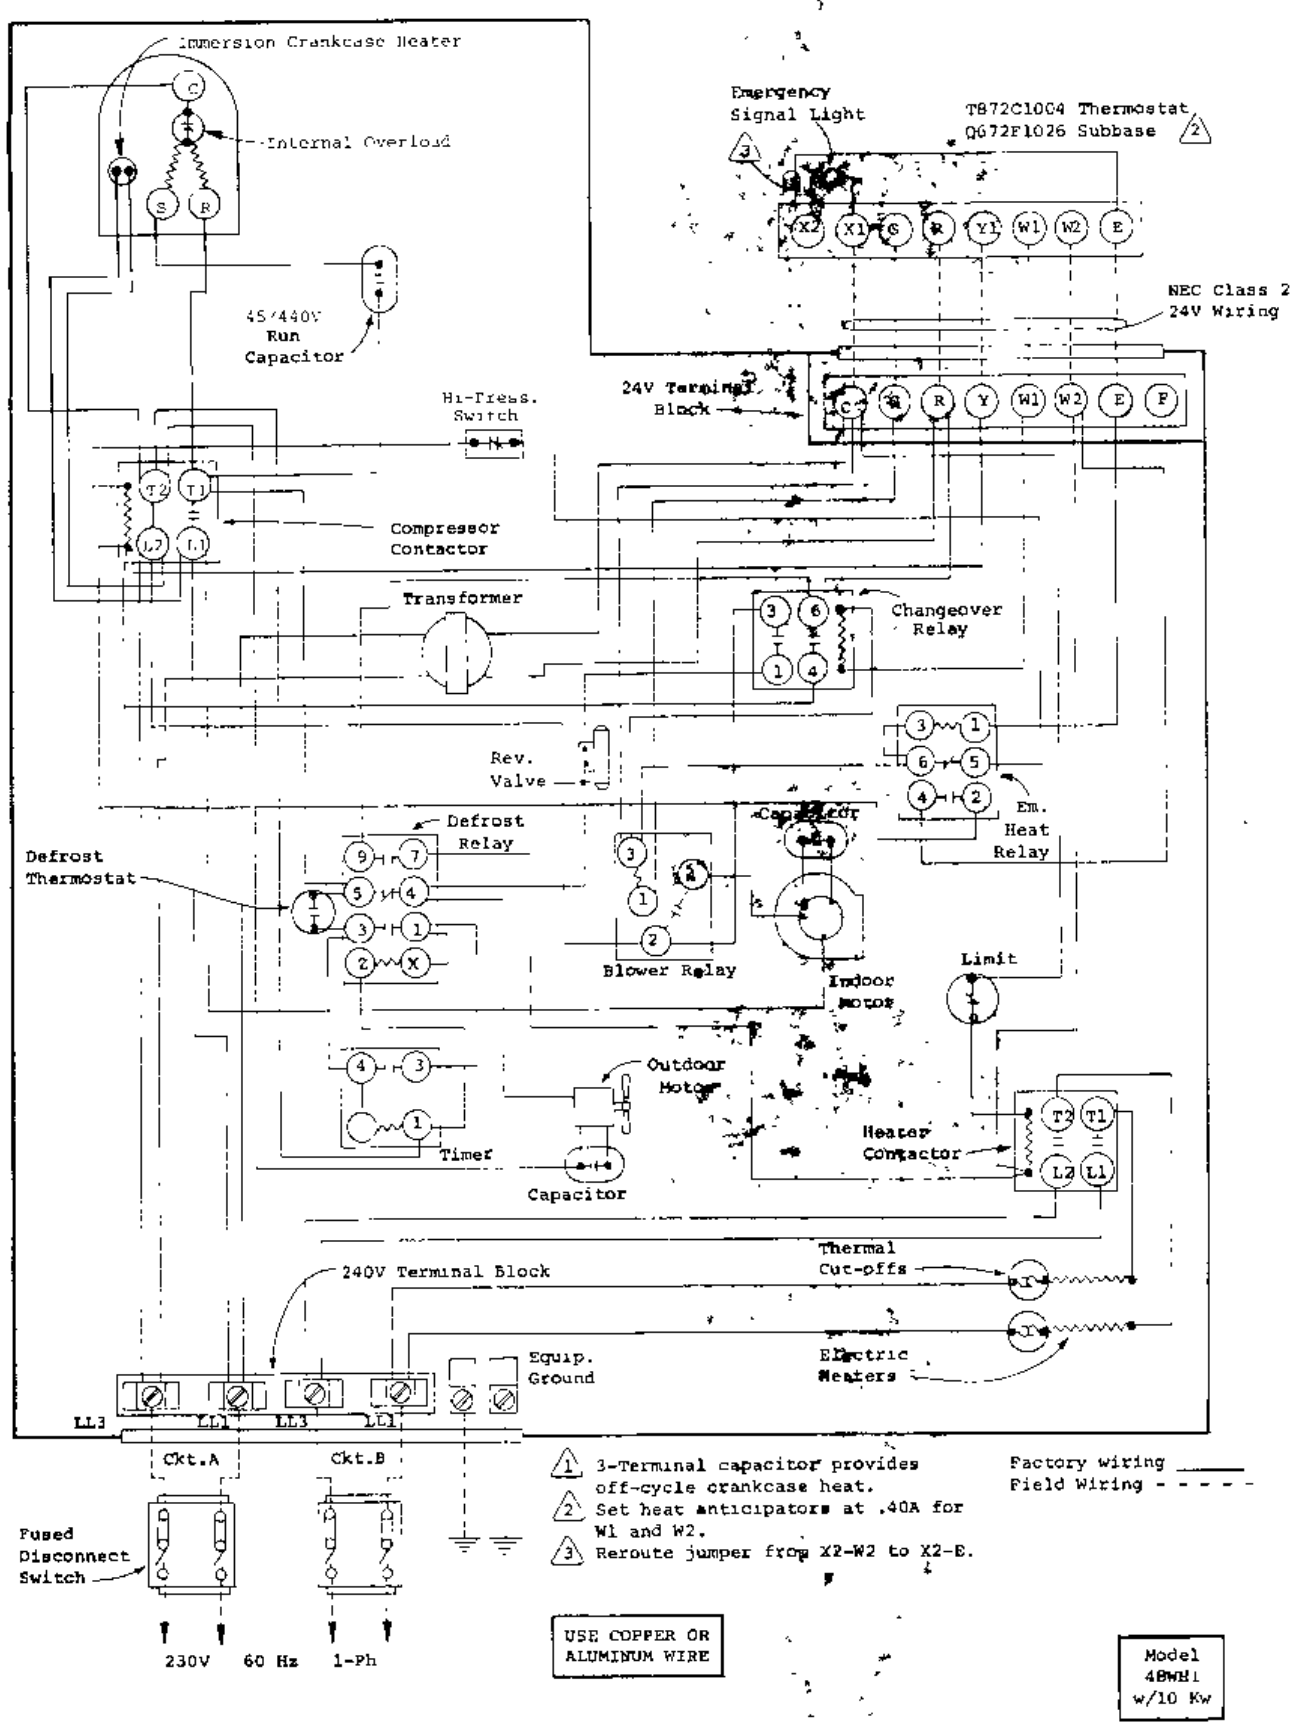 Immersion Crankcase Heater
C
Internal Overload
S
R
45/440V
Run
Capacitor
Emergency
Signal Light
3
T872C1004 Thermostat
Q672F1026 Subbase
2
X2
X1
G
R
Y1
W1
W2
E
NEC Class 2
24V Wiring
24V Terminal
Block
C
R
Y
W1
W2
E
F
Hi-Press.
Switch
T2
T1
L2
L1
Compressor
Contactor
Transformer
3
6
1
4
Changeover
Relay
Rev.
Valve
3
1
6
5
4
2
Em.
Heat
Relay
Capacitor
Defrost
Relay
Defrost
Thermostat
9
7
5
4
3
1
2
X
3
1
2
Blower Relay
Indoor
Motor
Limit
4
3
1
Timer
Outdoor
Motor
Capacitor
T2
T1
L2
L1
Heater
Contactor
Thermal
Cut-offs
240V Terminal Block
Electric
Heaters
Equip.
Ground
LL3
LL1
LL3
LL1
Ckt.A
Ckt.B
1 3-Terminal capacitor provides
off-cycle crankcase heat.
2 Set heat anticipators at .40A for
W1 and W2.
3 Reroute jumper from X2-W2 to X2-E.
Factory wiring
Field Wiring
Fused
Disconnect
Switch
230V 60 Hz 1-Ph
USE COPPER OR
ALUMINUM WIRE
Model
48WH1
w/10 Kw